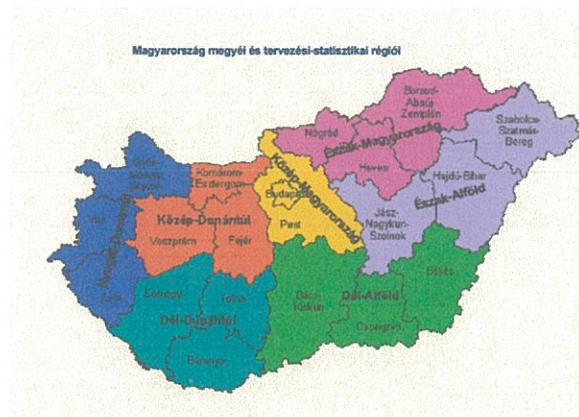 Magyarország megyéi és tervezési-statisztikai régiói
Borsod-
Abaúj-
Zemplén
Nógrád
Észak-Magyarország
Heves
Szabolcs-
Szatmár-
Bereg
Győr-
Moson-
Sopron
Komárom-
Esztergom
Közép-Magyarország
Budapest
Hajdú-Bihar
Észak-Alföld
Vas
Közép-Dunántúl
Pest
Jász-
Nagykun-
Szolnok
Veszprém
Fejér
Zala
Somogy
Tolna
Bács-
Kiskun
Békés
Dél-Alföld
Dél-Dunántúl
Csongrád
Baranya